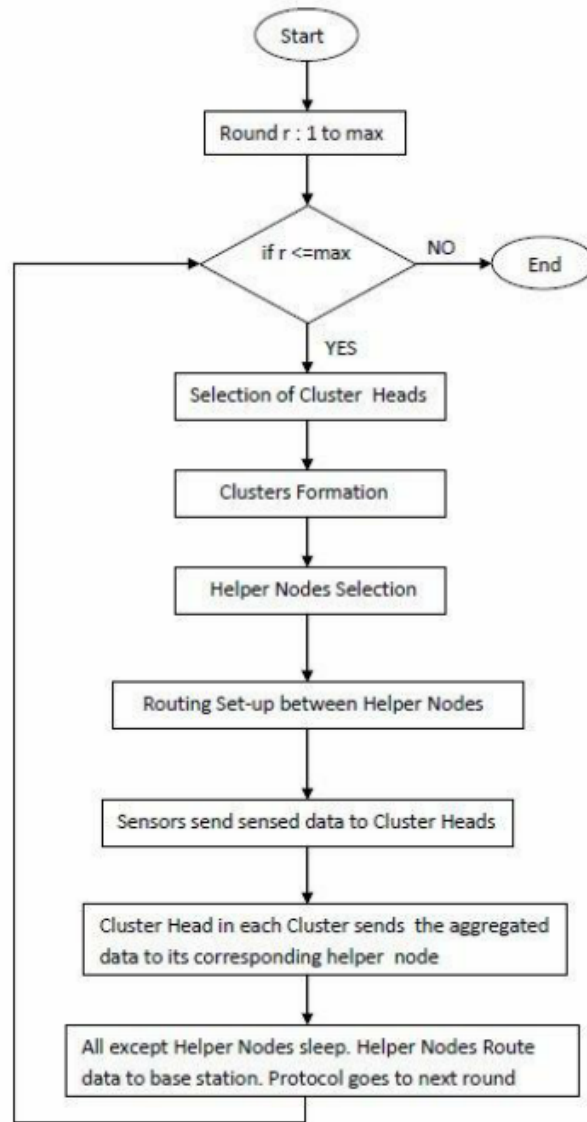 Start
Round r : 1 to max
if r <=max
NO
End
YES
Selection of Cluster Heads
Clusters Formation
Helper Nodes Selection
Routing Set-up between Helper Nodes
Sensors send sensed data to Cluster Heads
Cluster Head in each Cluster sends the aggregated
data to its corresponding helper node
All except Helper Nodes sleep. Helper Nodes Route
data to base station. Protocol goes to next round